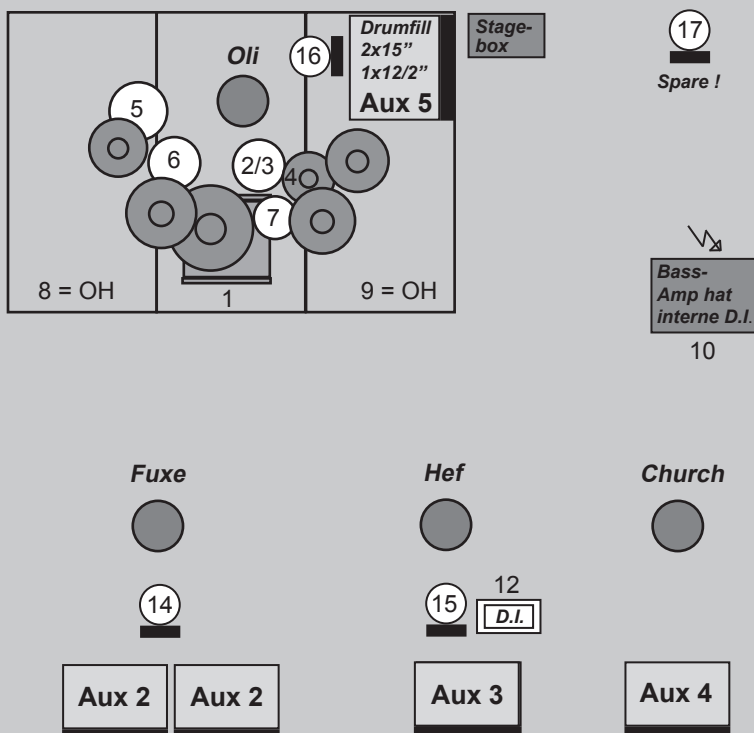 Oli
16
Drumfill
2x15”
1x12/2”
Aux 5
Stage-
box
17
Spare !
5
6
2/3
4
7
8 = OH
1
9 = OH
Bass-
Amp hat
interne D.I.
10
Fuxe
Hef
Church
14
15
12
D.I.
Aux 2
Aux 2
Aux 3
Aux 4